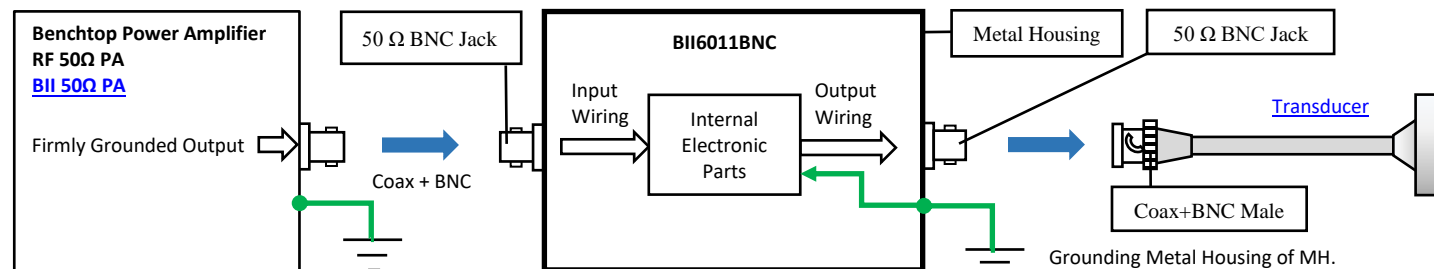 Benchtop Power Amplifier
RF 50Ω PA
BII 50Ω PA
Firmly Grounded Output
50 Ω BNC Jack
Coax + BNC
BII6011BNC
Input
Wiring
Internal
Electronic
Parts
Output
Wiring
Metal Housing
50 Ω BNC Jack
Transducer
Coax+BNC Male
Grounding Metal Housing of MH.